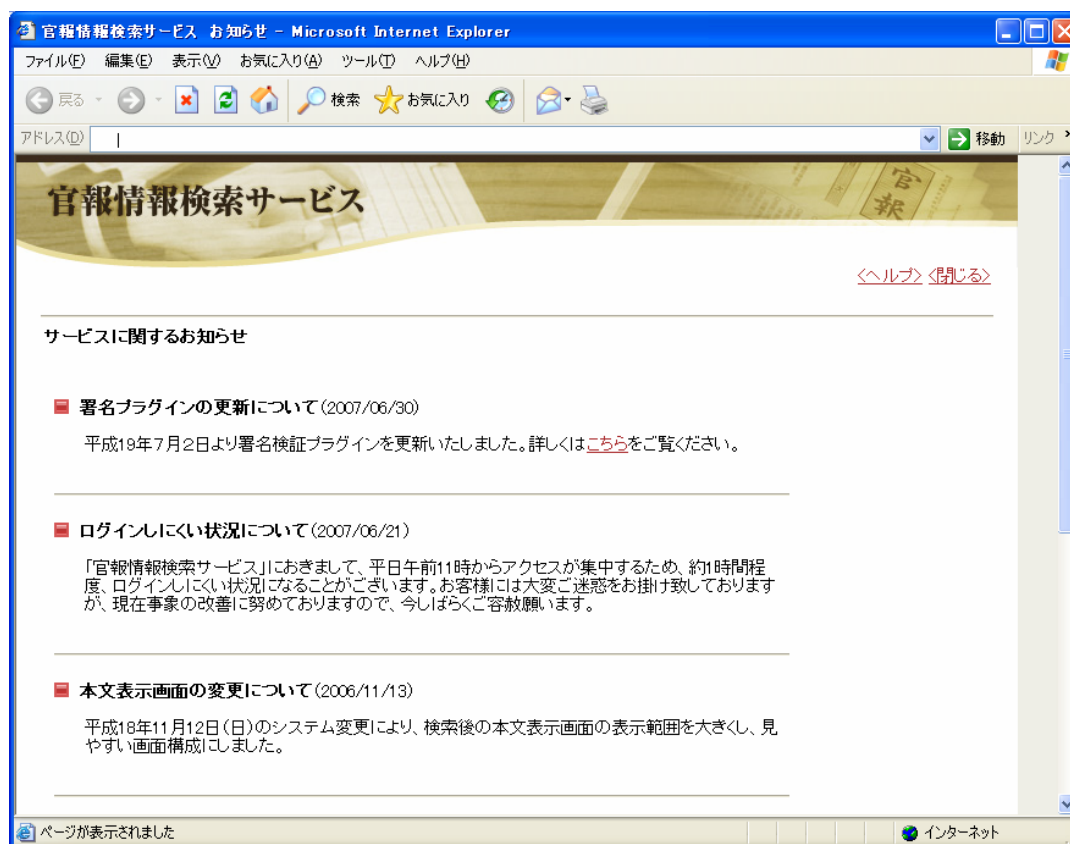 官報情報検索サービス お知らせ - Microsoft Internet Explorer
ファイル(F) 編集(E) 表示(V) お気に入り(A) ツール(T) ヘルプ(H)
戻る 検索 お気に入り
アドレス(D) 移動 リンク
官報情報検索サービス
官報
<ヘルプ> <閉じる>
サービスに関するお知らせ
署名プラグインの更新について(2007/06/30)
平成19年7月2日より署名検証プラグインを更新いたしました。詳しくはこちらをご覧ください。
ログインしにくい状況について(2007/06/21)
「官報情報検索サービス」におきまして、平日午前11時からアクセスが集中するため、約1時間程
度、ログインしにくい状況になることがございます。お客様には大変ご迷惑をお掛け致しております
が、現在事象の改善に努めておりますので、今しばらくご容赦願います。
本文表示画面の変更について(2006/11/13)
平成18年11月12日(日)のシステム変更により、検索後の本文表示画面の表示範囲を大きくし、見
やすい画面構成にしました。
ページが表示されました インターネット